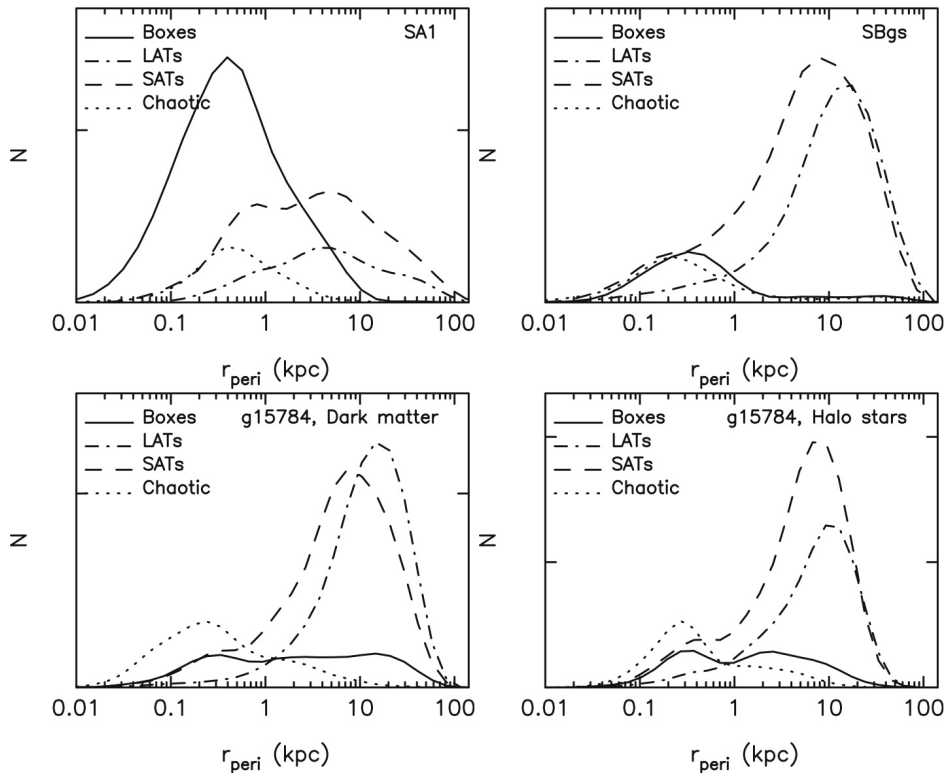 Boxes SA1
LATs
SATs
Chaotic
N
0.01 0.1 1 10 100
r_peri (kpc)
Boxes SBgs
LATs
SATs
Chaotic
N
0.01 0.1 1 10 100
r_peri (kpc)
Boxes g15784, Dark matter
LATs
SATs
Chaotic
N
0.01 0.1 1 10 100
r_peri (kpc)
Boxes g15784, Halo stars
LATs
SATs
Chaotic
N
0.01 0.1 1 10 100
r_peri (kpc)